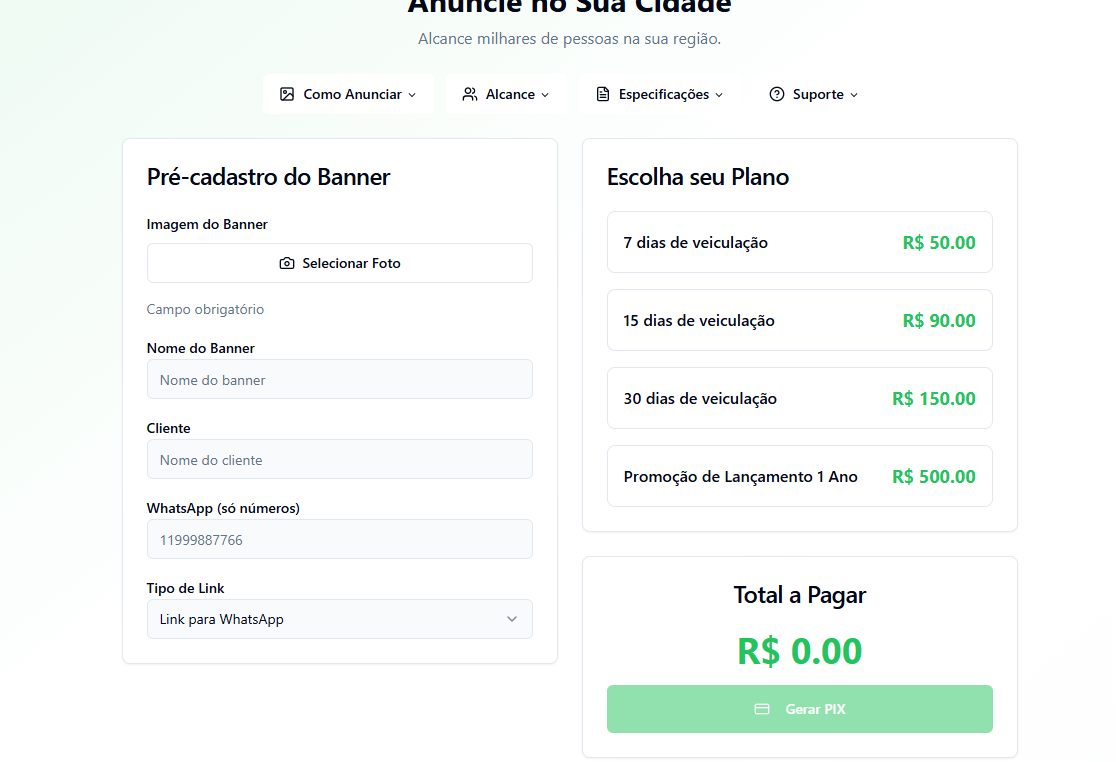 Anuncie no Sua Cidade
Alcance milhares de pessoas na sua região.
Como Anunciar
Alcance
Especificações
Suporte
Pré-cadastro do Banner
Imagem do Banner
Selecionar Foto
Campo obrigatório
Nome do Banner
Nome do banner
Cliente
Nome do cliente
WhatsApp (só números)
11999887766
Tipo de Link
Link para WhatsApp
Escolha seu Plano
7 dias de veiculação R$ 50.00
15 dias de veiculação R$ 90.00
30 dias de veiculação R$ 150.00
Promoção de Lançamento 1 Ano R$ 500.00
Total a Pagar
R$ 0.00
Gerar PIX